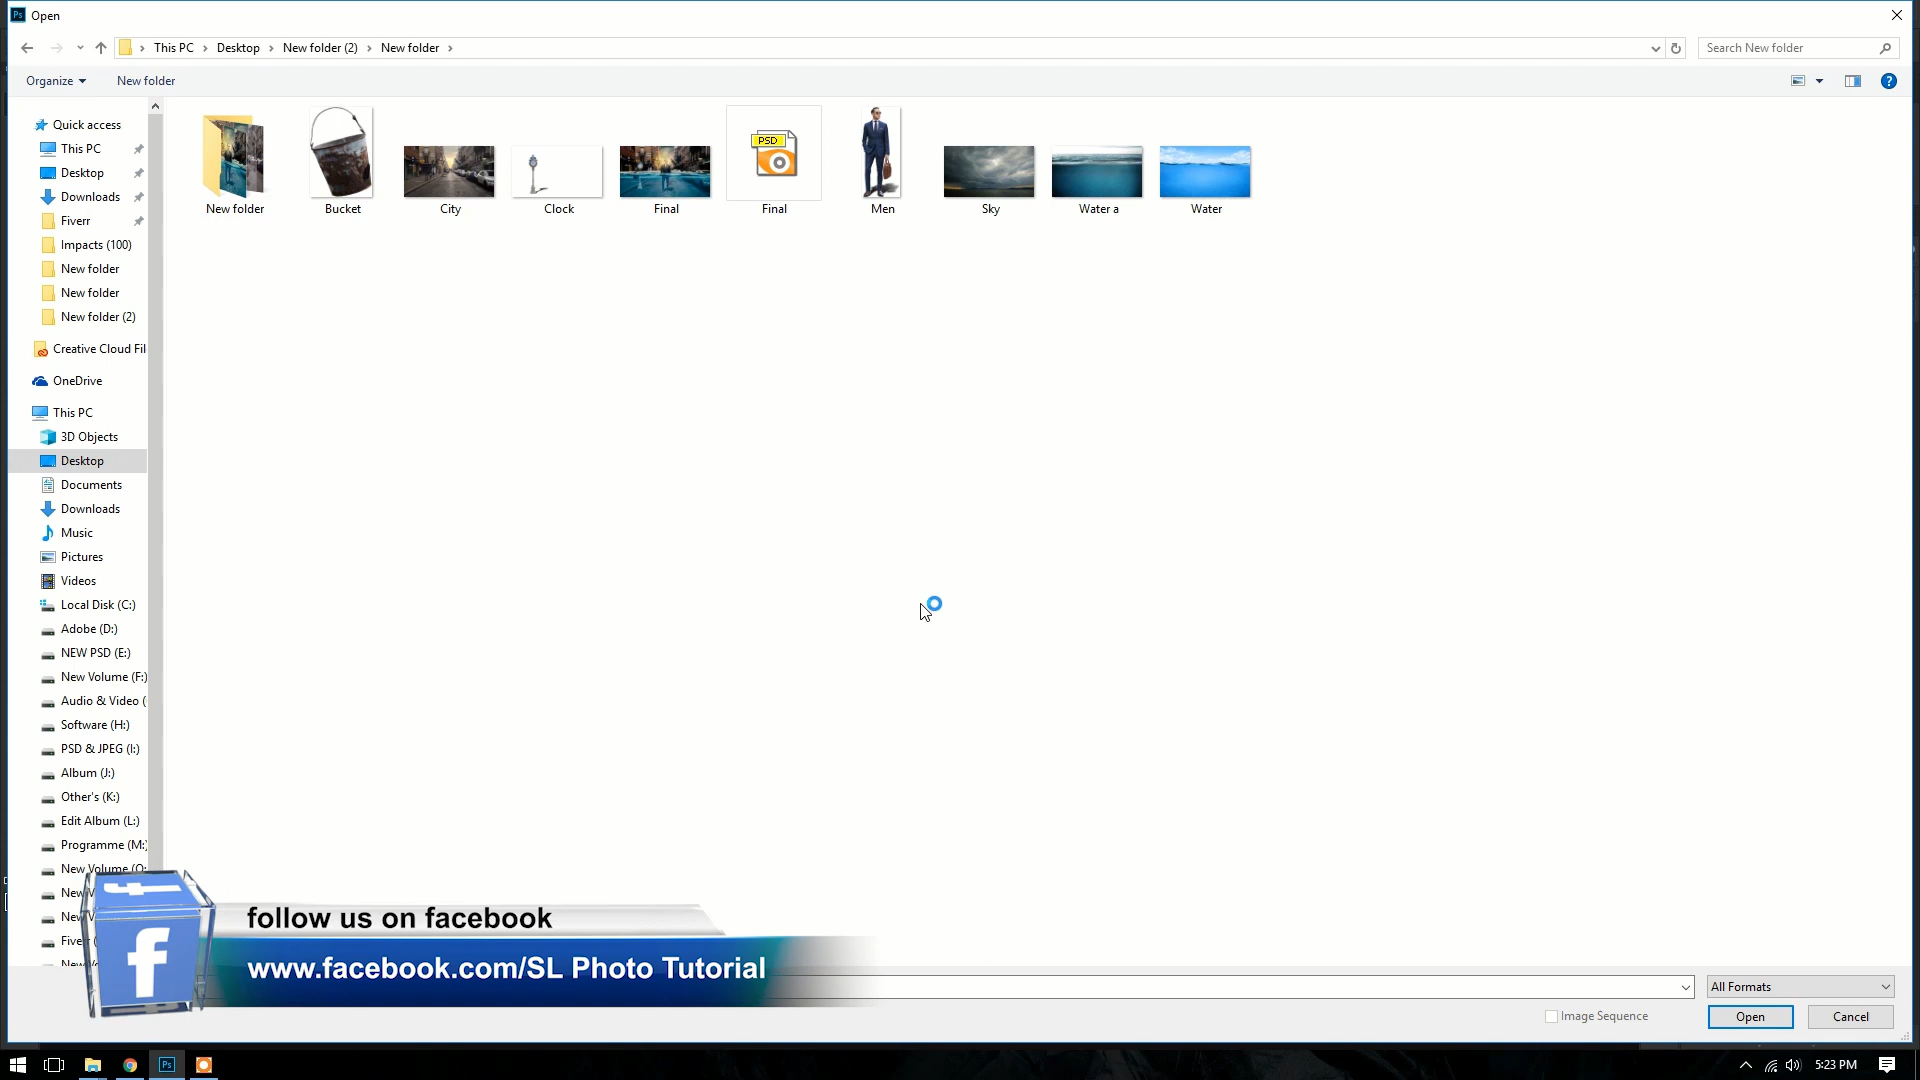 Ps Open
This PC Desktop New folder (2) New folder
Search New folder
Organize New folder
?
Quick access
This PC
Desktop
Downloads
Fiverr
Impacts (100)
New folder
New folder
New folder (2)
Creative Cloud Fil
OneDrive
This PC
3D Objects
Desktop
Documents
Downloads
Music
Pictures
Videos
Local Disk (C:)
Adobe (D:)
NEW PSD (E:)
New Volume (F:)
Audio & Video (
Software (H:)
PSD & JPEG (I:)
Album (J:)
Other's (K:)
Edit Album (L:)
Programme (M:)
New Volume (O:
New V
New V
Fiverr (
PSD
New folder Bucket City Clock Final Final Men Sky Water a Water
follow us on facebook
f www.facebook.com/SL Photo Tutorial
All Formats
Image Sequence
Open Cancel
Ps
5:23 PM